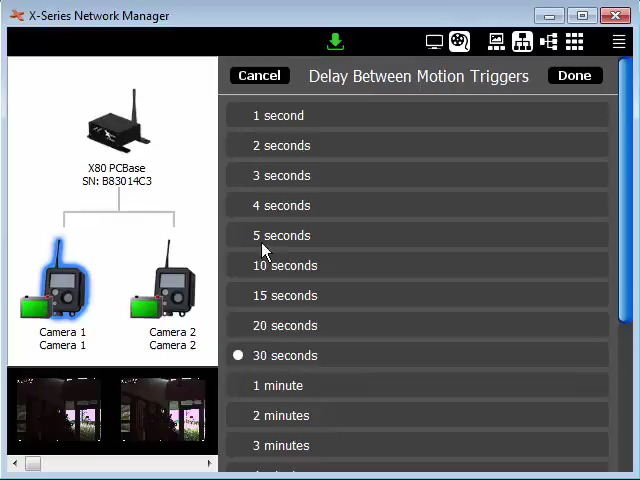 X-Series Network Manager
Cancel
Delay Between Motion Triggers
Done
X80 PCBase
SN: B83014C3
Camera 1
Camera 1
Camera 2
Camera 2
1 second
2 seconds
3 seconds
4 seconds
5 seconds
10 seconds
15 seconds
20 seconds
30 seconds
1 minute
2 minutes
3 minutes